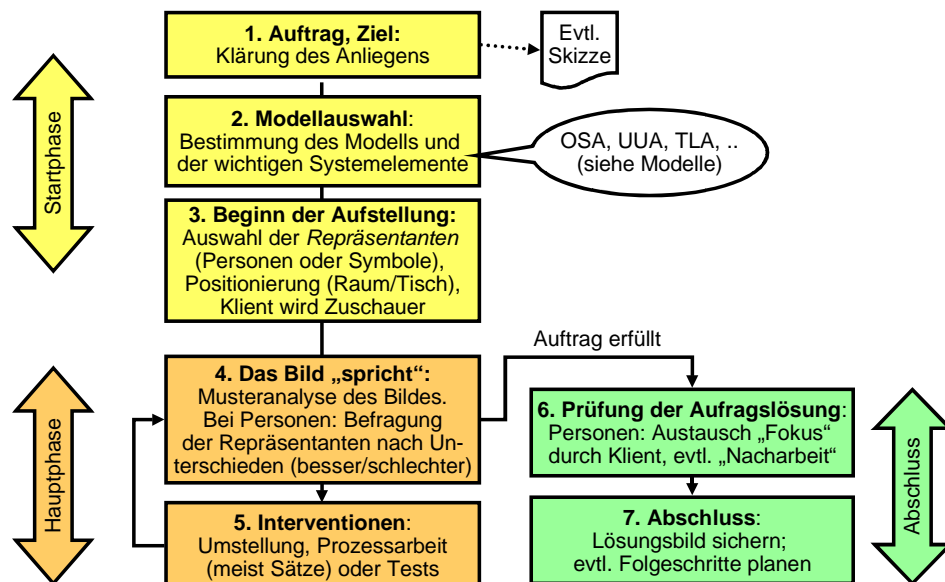 1. Auftrag, Ziel:
Klärung des Anliegens
Evtl.
Skizze
Startphase
2. Modellauswahl:
Bestimmung des Modells und
der wichtigen Systemelemente
OSA, UUA, TLA, ..
(siehe Modelle)
3. Beginn der Aufstellung:
Auswahl der Repräsentanten
(Personen oder Symbole),
Positionierung (Raum/Tisch),
Klient wird Zuschauer
Auftrag erfüllt
Hauptphase
4. Das Bild „spricht“:
Musteranalyse des Bildes.
Bei Personen: Befragung
der Repräsentanten nach Un-
terschieden (besser/schlechter)
5. Interventionen:
Umstellung, Prozessarbeit
(meist Sätze) oder Tests
6. Prüfung der Aufragslösung:
Personen: Austausch „Fokus“
durch Klient, evtl. „Nacharbeit“
7. Abschluss:
Lösungsbild sichern;
evtl. Folgeschritte planen
Abschluss